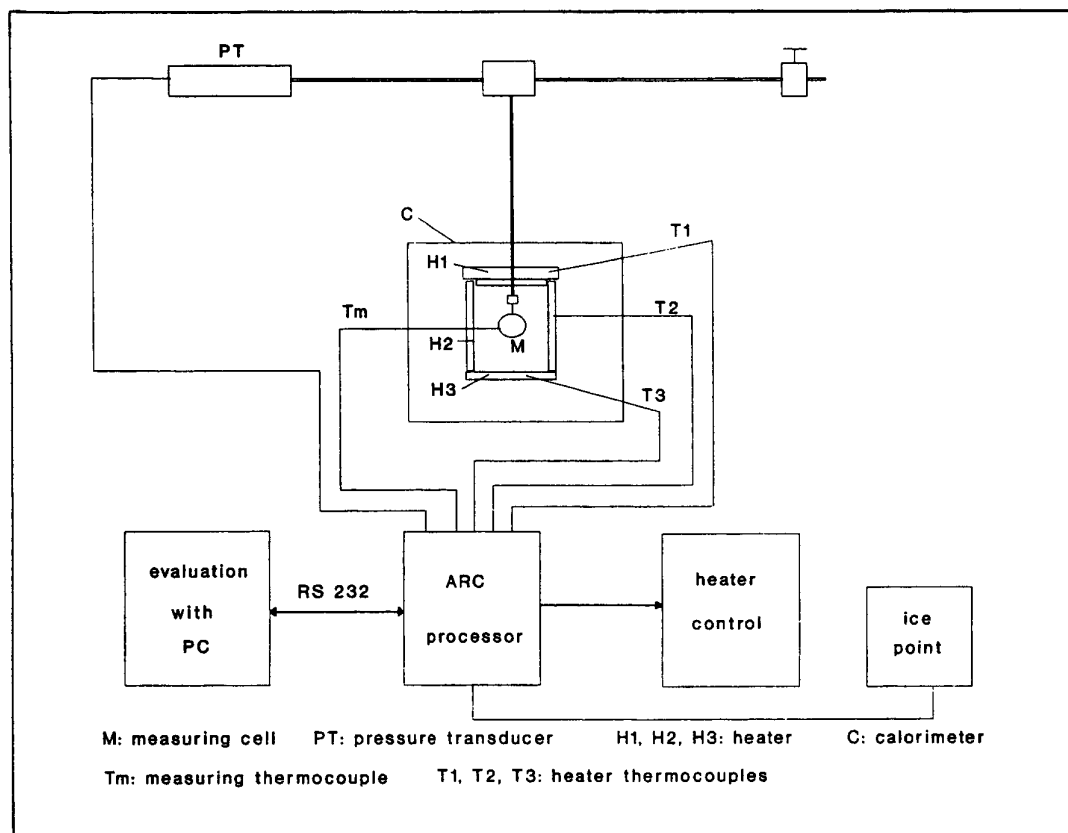 PT
C
T1
H1
Tm
T2
H2
M
H3
T3
evaluation
with
PC
RS 232
ARC
processor
heater
control
ice
point
M: measuring cell PT: pressure transducer H1, H2, H3: heater C: calorimeter
Tm: measuring thermocouple T1, T2, T3: heater thermocouples